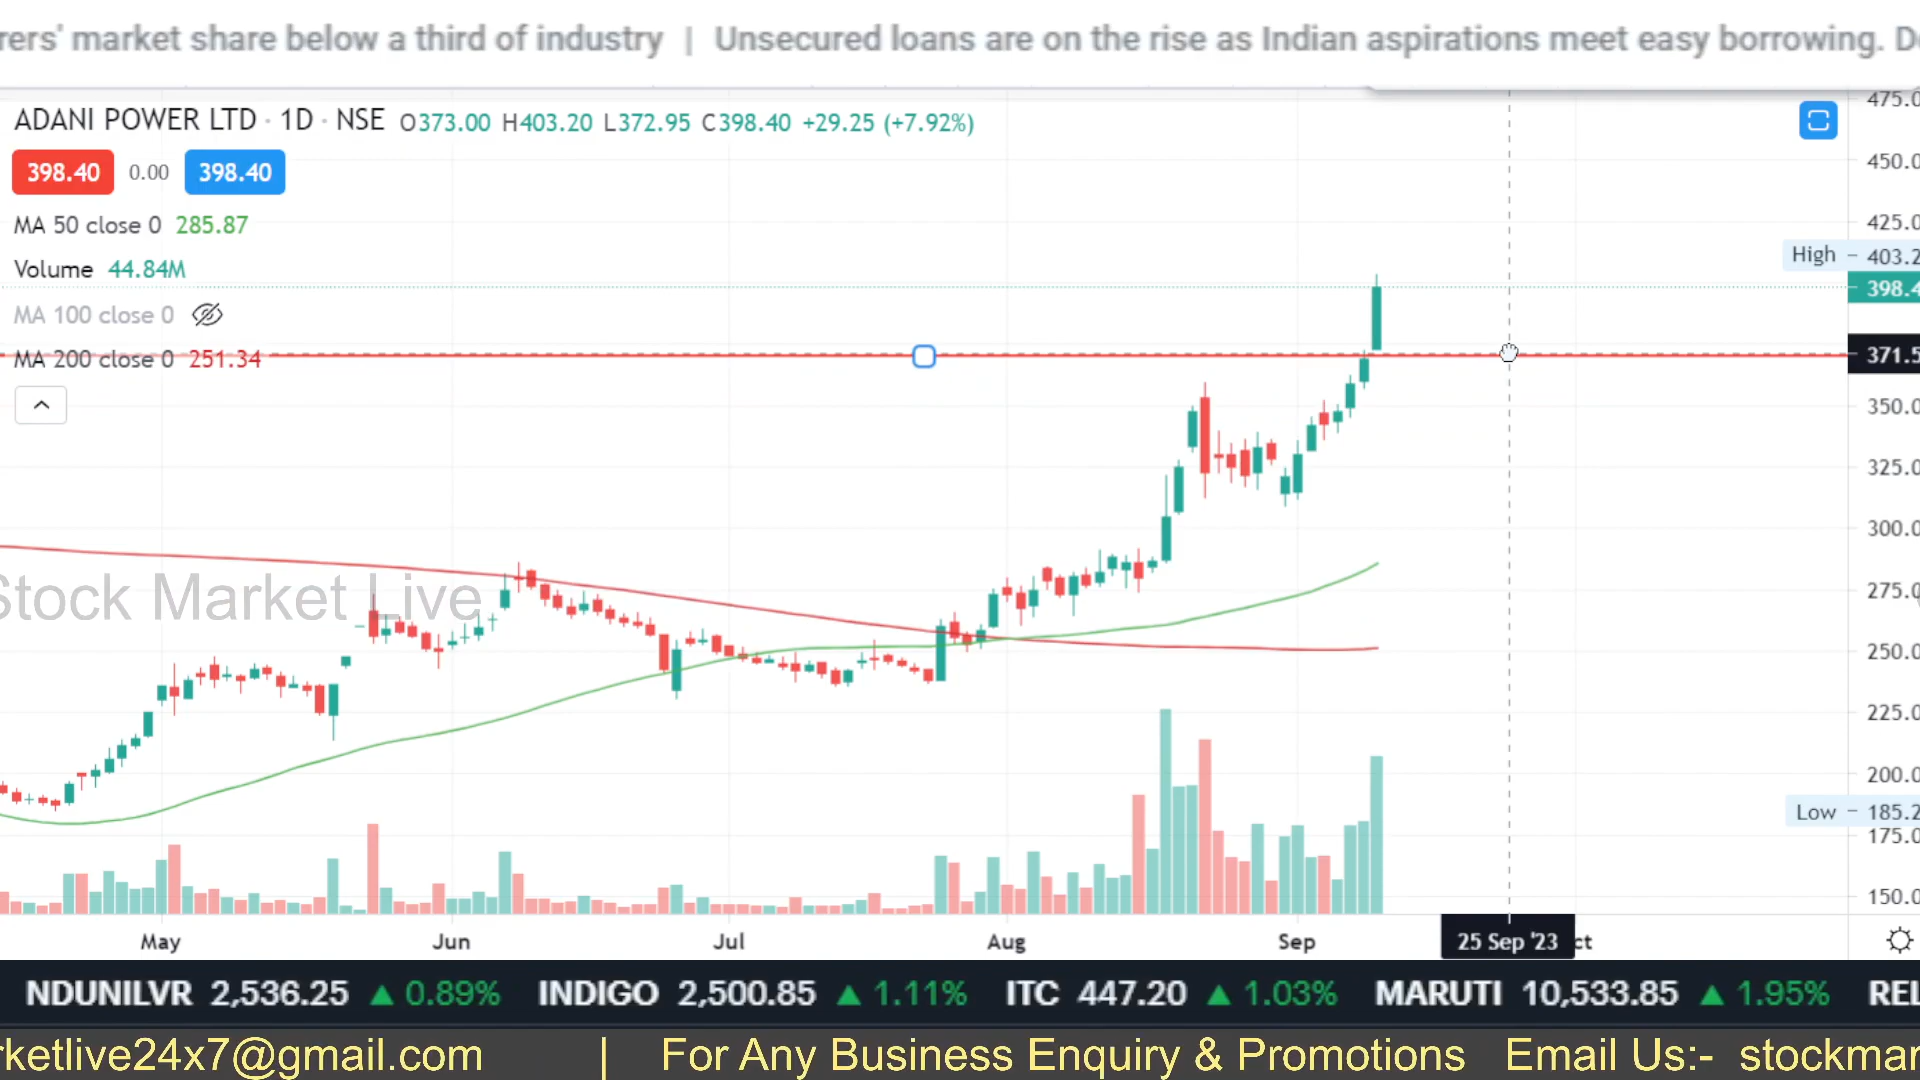 market share below a third of industry | Unsecured loans are on the rise as Indian aspirations meet easy borrowing.
ADANI POWER LTD · 1D · NSE O373.00 H403.20 L372.95 C398.40 +29.25 (+7.92%)
398.40 0.00 398.40
MA 50 close 0 285.87
Volume 44.84M
MA 100 close 0
MA 200 close 0 251.34
475.0
450.0
425.0
High 403.2
398.4
371.5
350.0
325.0
300.0
275.0
250.0
225.0
200.0
Low 185.2
175.0
150.0
Stock Market Live
May Jun Jul Aug Sep 25 Sep '23 ct
NDUNILVR 2,536.25 ▲ 0.89% INDIGO 2,500.85 ▲ 1.11% ITC 447.20 ▲ 1.03% MARUTI 10,533.85 ▲ 1.95% REL
rketlive24x7@gmail.com | For Any Business Enquiry & Promotions Email Us:- stockmar